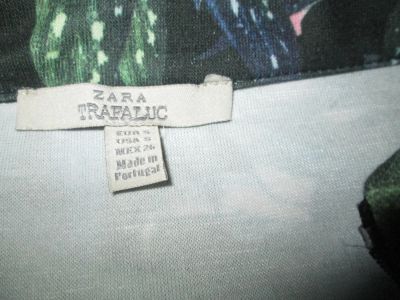 ZARA
TRAFALUC
EUR S
USA S
MEX 26
Made in
Portugal